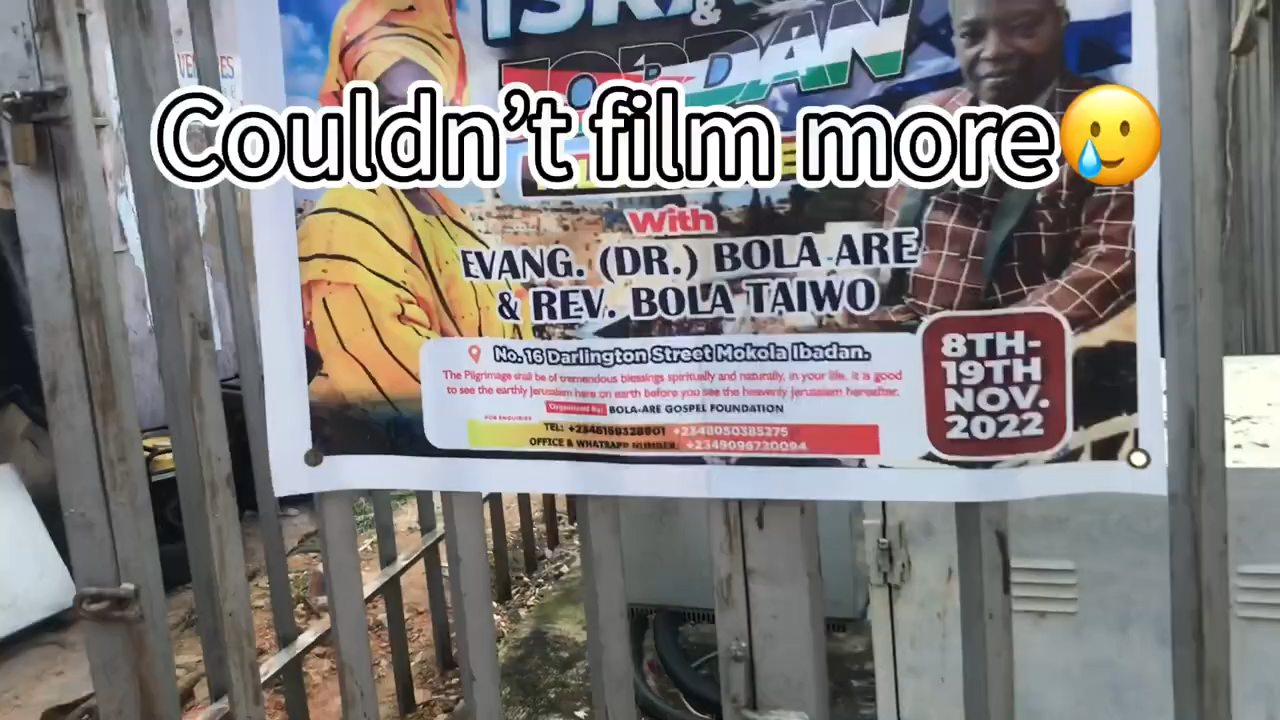 &
JORDAN
Couldn't film more🥲
With
EVANG. (DR.) BOLA ARE
& REV. BOLA TAIWO
No. 16 Darlington Street Mokola Ibadan.
The Pilgrimage shall be of tremendous blessings spiritually and naturally, in your life. It is good
to see the earthly Jerusalem here on earth before you see the heavenly Jerusalem hereafter.
Organized By: BOLA-ARE GOSPEL FOUNDATION
FOR ENQUIRIES
TEL:
OFFICE & WHATSAPP NUMBER:
8TH-
19TH
NOV.
2022